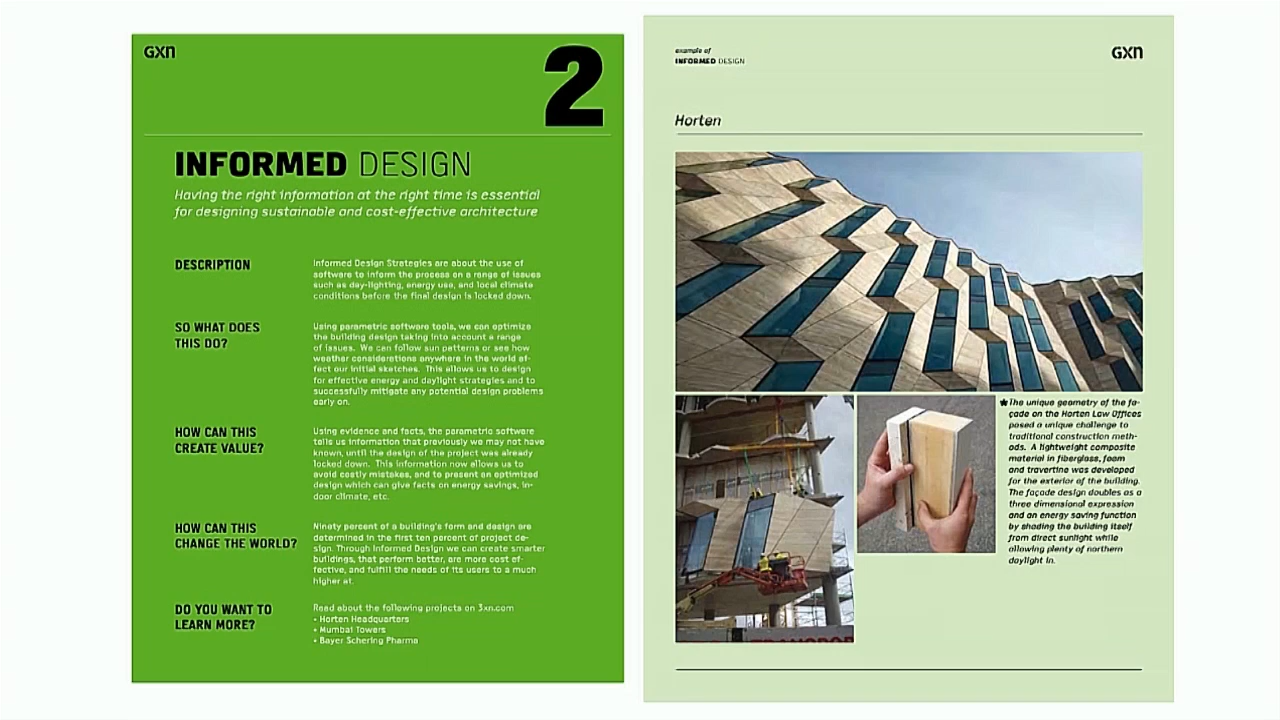 GXN
2
INFORMED DESIGN
Having the right information at the right time is essential
for designing sustainable and cost-effective architecture
DESCRIPTION
Informed Design Strategies are about the use of
software to inform the process on a range of issues
such as day-lighting, energy use, and local climate
conditions before the final design is locked down.
SO WHAT DOES
THIS DO?
Using parametric software tools, we can optimize
the building design taking into account a range
of issues. We can follow sun patterns or see how
weather considerations anywhere in the world ef-
fect our initial sketches. This allows us to design
for effective energy and daylight strategies and to
successfully mitigate any potential design problems
early on.
HOW CAN THIS
CREATE VALUE?
Using evidence and facts, the parametric software
tells us information that previously we may not have
known, until the design of the project was already
locked down. This information now allows us to
avoid costly mistakes, and to present an optimized
design which can give facts on energy savings, in-
door climate, etc.
HOW CAN THIS
CHANGE THE WORLD?
Ninety percent of a building's form and design are
determined in the first ten percent of project de-
sign. Through Informed Design we can create smarter
buildings, that perform better, are more cost ef-
fective, and fulfill the needs of its users to a much
higher at.
DO YOU WANT TO
LEARN MORE?
Read about the following projects on 3xn.com
• Horten Headquarters
• Mumbai Towers
• Bayer Schering Pharma
example of
INFORMED DESIGN
GXN
Horten
The unique geometry of the fa-
çade on the Horten Law Offices
posed a unique challenge to
traditional construction meth-
ods. A lightweight composite
material in fiberglass, foam
and travertine was developed
for the exterior of the building.
The façade design doubles as a
three dimensional expression
and an energy saving function
by shading the building itself
from direct sunlight while
allowing plenty of northern
daylight in.